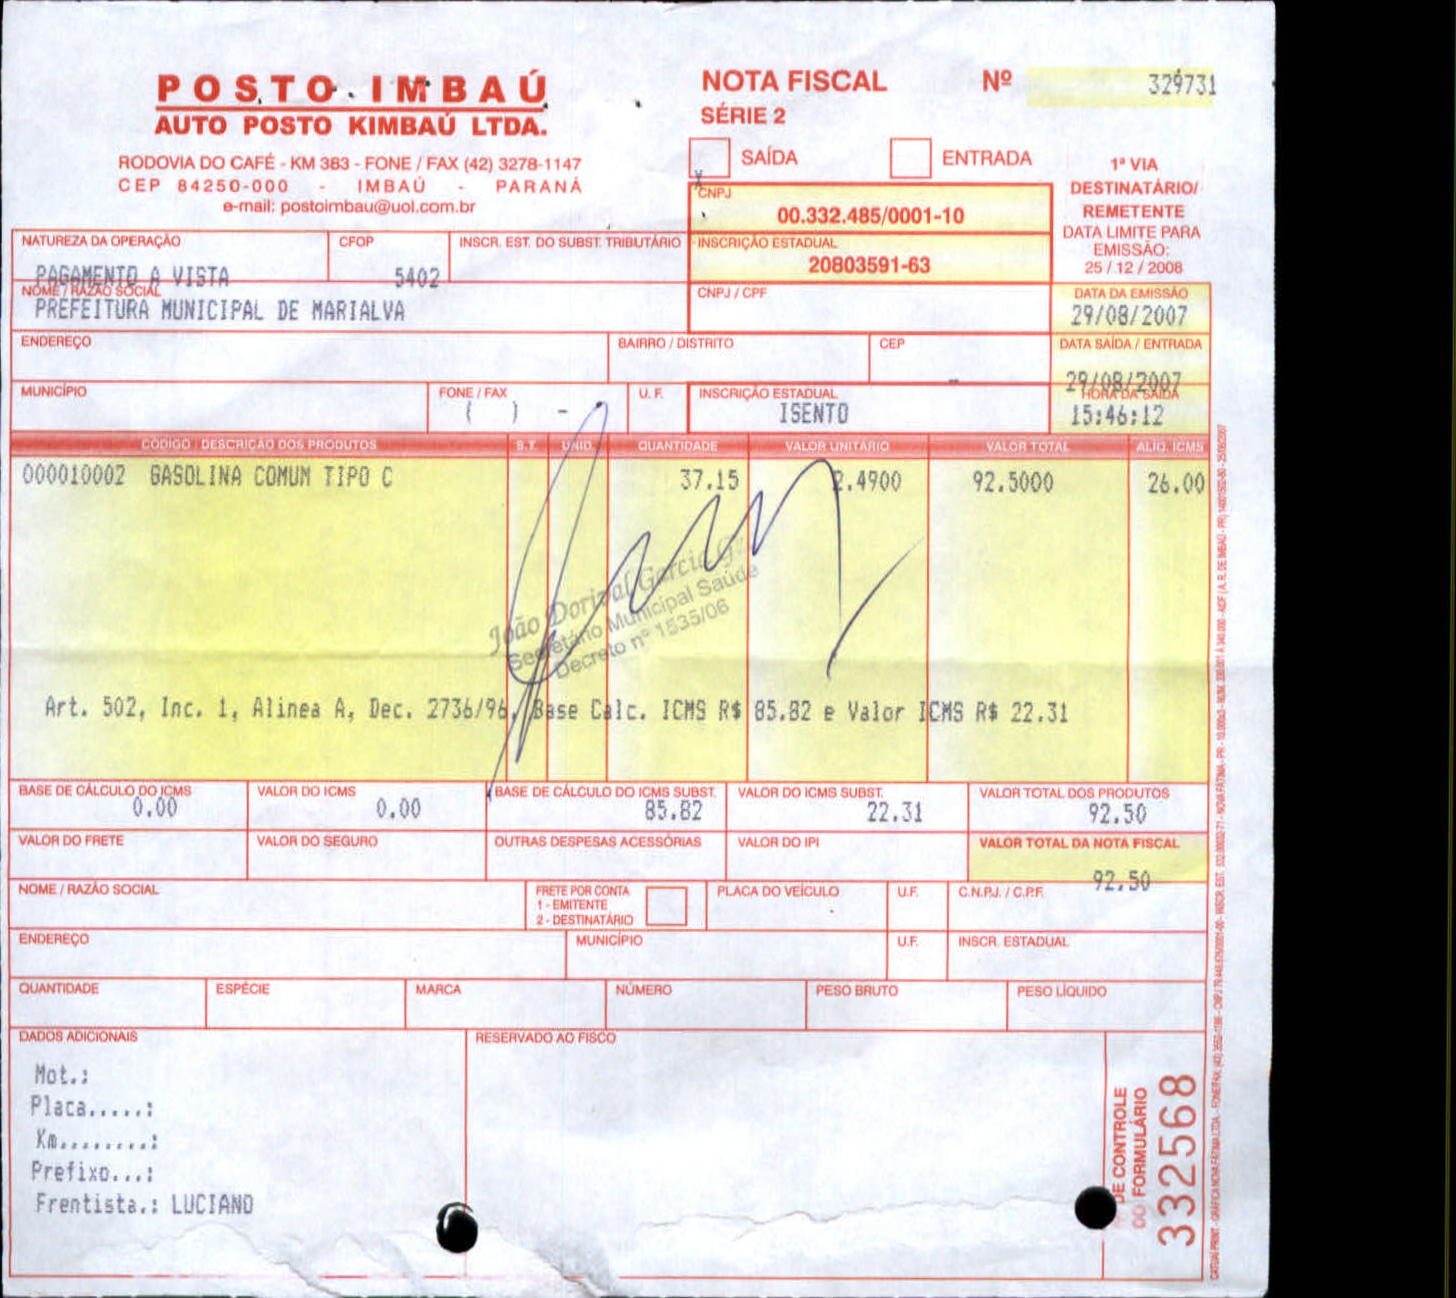 POSTO IMBAÚ
AUTO POSTO KIMBAÚ LTDA.
RODOVIA DO CAFÉ - KM 383 - FONE / FAX (42) 3278-1147
CEP 84250-000 - IMBAÚ - PARANÁ
e-mail: postoimbau@uol.com.br
NOTA FISCAL Nº 329731
SÉRIE 2
SAÍDA ENTRADA
1ª VIA
DESTINATÁRIO/
REMETENTE
DATA LIMITE PARA
EMISSÃO:
25 / 12 / 2008
CNPJ
00.332.485/0001-10
INSCRIÇÃO ESTADUAL
20803591-63
NATUREZA DA OPERAÇÃO CFOP INSCR. EST. DO SUBST. TRIBUTÁRIO
PAGAMENTO A VISTA 5402
NOME / RAZÃO SOCIAL CNPJ / CPF DATA DA EMISSÃO
PREFEITURA MUNICIPAL DE MARIALVA 29/08/2007
ENDEREÇO BAIRRO / DISTRITO CEP DATA SAÍDA / ENTRADA
29/08/2007
MUNICÍPIO FONE / FAX U. F. INSCRIÇÃO ESTADUAL HORA DA SAÍDA
( ) - ISENTO 15:46:12
CÓDIGO / DESCRIÇÃO DOS PRODUTOS S.T. UNID. QUANTIDADE VALOR UNITÁRIO VALOR TOTAL ALIQ. ICMS
000010002 GASOLINA COMUM TIPO C 37.15 2.4900 92.5000 26.00
João Dorival Garcia
Secretário Municipal Saúde
Decreto nº 1535/06
Art. 502, Inc. 1, Alinea A, Dec. 2736/96, Base Calc. ICMS R$ 85.82 e Valor ICMS R$ 22.31
BASE DE CÁLCULO DO ICMS VALOR DO ICMS BASE DE CÁLCULO DO ICMS SUBST. VALOR DO ICMS SUBST. VALOR TOTAL DOS PRODUTOS
0.00 0.00 85.82 22.31 92.50
VALOR DO FRETE VALOR DO SEGURO OUTRAS DESPESAS ACESSÓRIAS VALOR DO IPI VALOR TOTAL DA NOTA FISCAL
92.50
NOME / RAZÃO SOCIAL FRETE POR CONTA PLACA DO VEÍCULO U.F. C.N.P.J. / C.P.F.
1 - EMITENTE
2 - DESTINATÁRIO
ENDEREÇO MUNICÍPIO U.F. INSCR. ESTADUAL
QUANTIDADE ESPÉCIE MARCA NÚMERO PESO BRUTO PESO LÍQUIDO
DADOS ADICIONAIS RESERVADO AO FISCO
Mot.:
Placa.....:
Km........:
Prefixo...:
Frentista.: LUCIANO
DE CONTROLE
DO FORMULÁRIO
332568